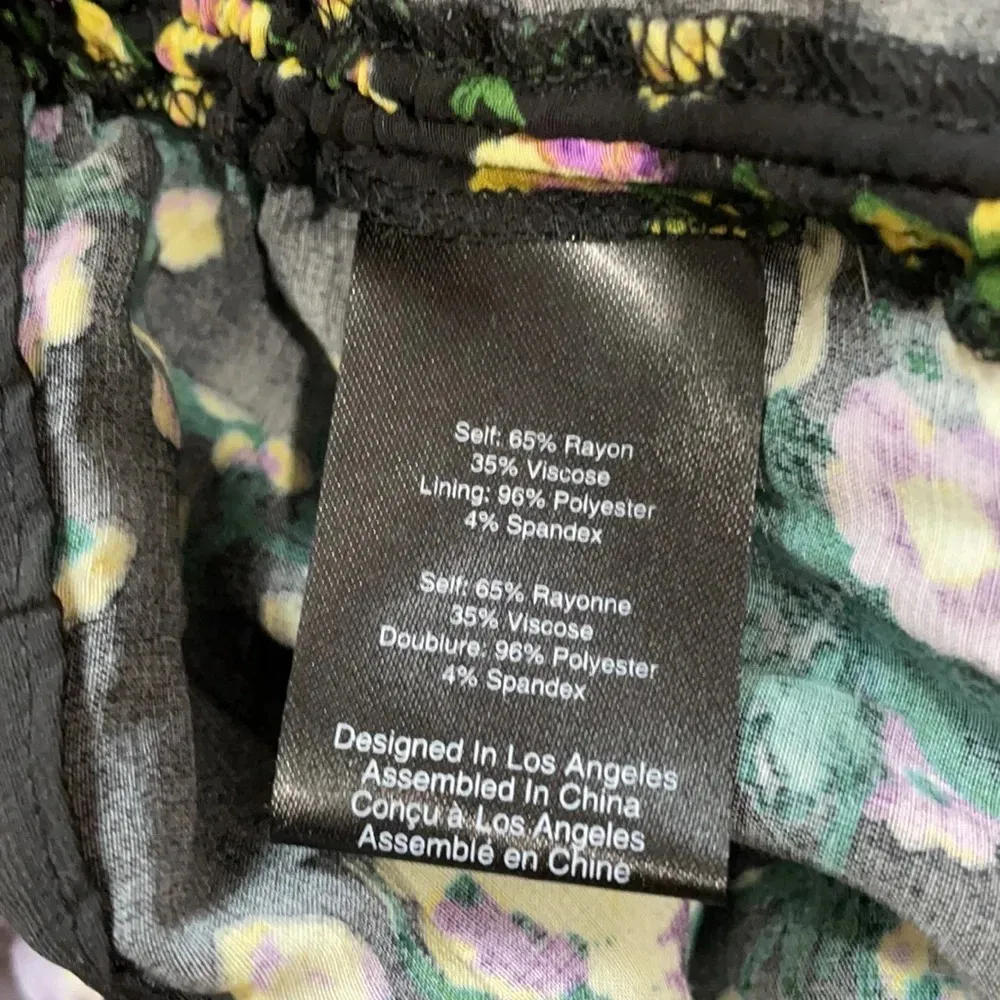 Self: 65% Rayon
35% Viscose
Lining: 96% Polyester
4% Spandex
Self: 65% Rayonne
35% Viscose
Doublure: 96% Polyester
4% Spandex
Designed In Los Angeles
Assembled In China
Conçu à Los Angeles
Assemblé en Chine